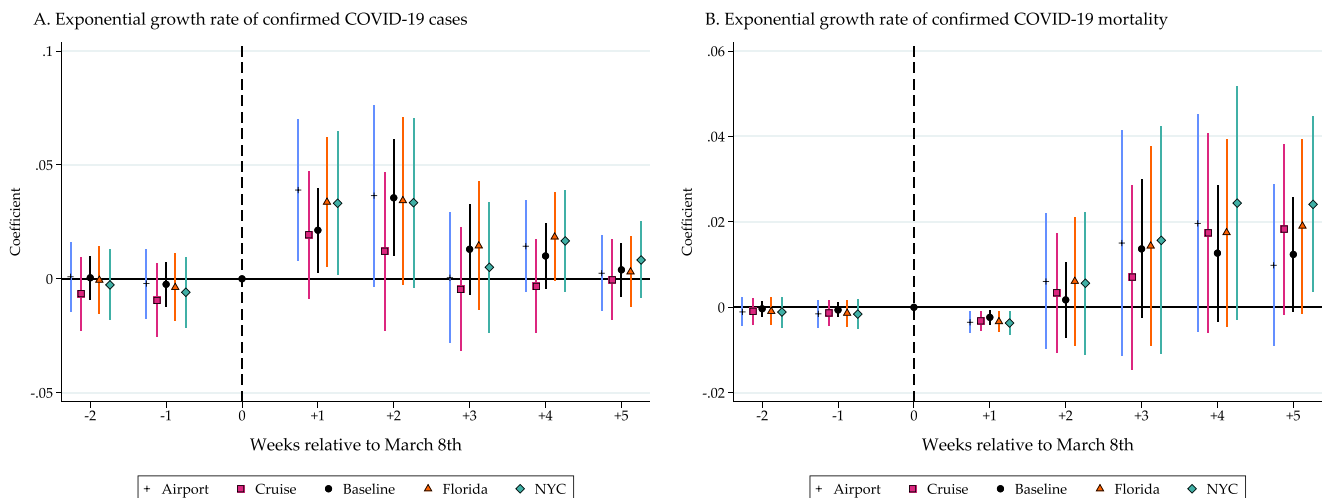 A. Exponential growth rate of confirmed COVID-19 cases
.1
.05
0
-.05
Coefficient
-2 -1 0 +1 +2 +3 +4 +5
Weeks relative to March 8th
Airport Cruise Baseline Florida NYC
B. Exponential growth rate of confirmed COVID-19 mortality
.06
.04
.02
0
-.02
Coefficient
-2 -1 0 +1 +2 +3 +4 +5
Weeks relative to March 8th
Airport Cruise Baseline Florida NYC